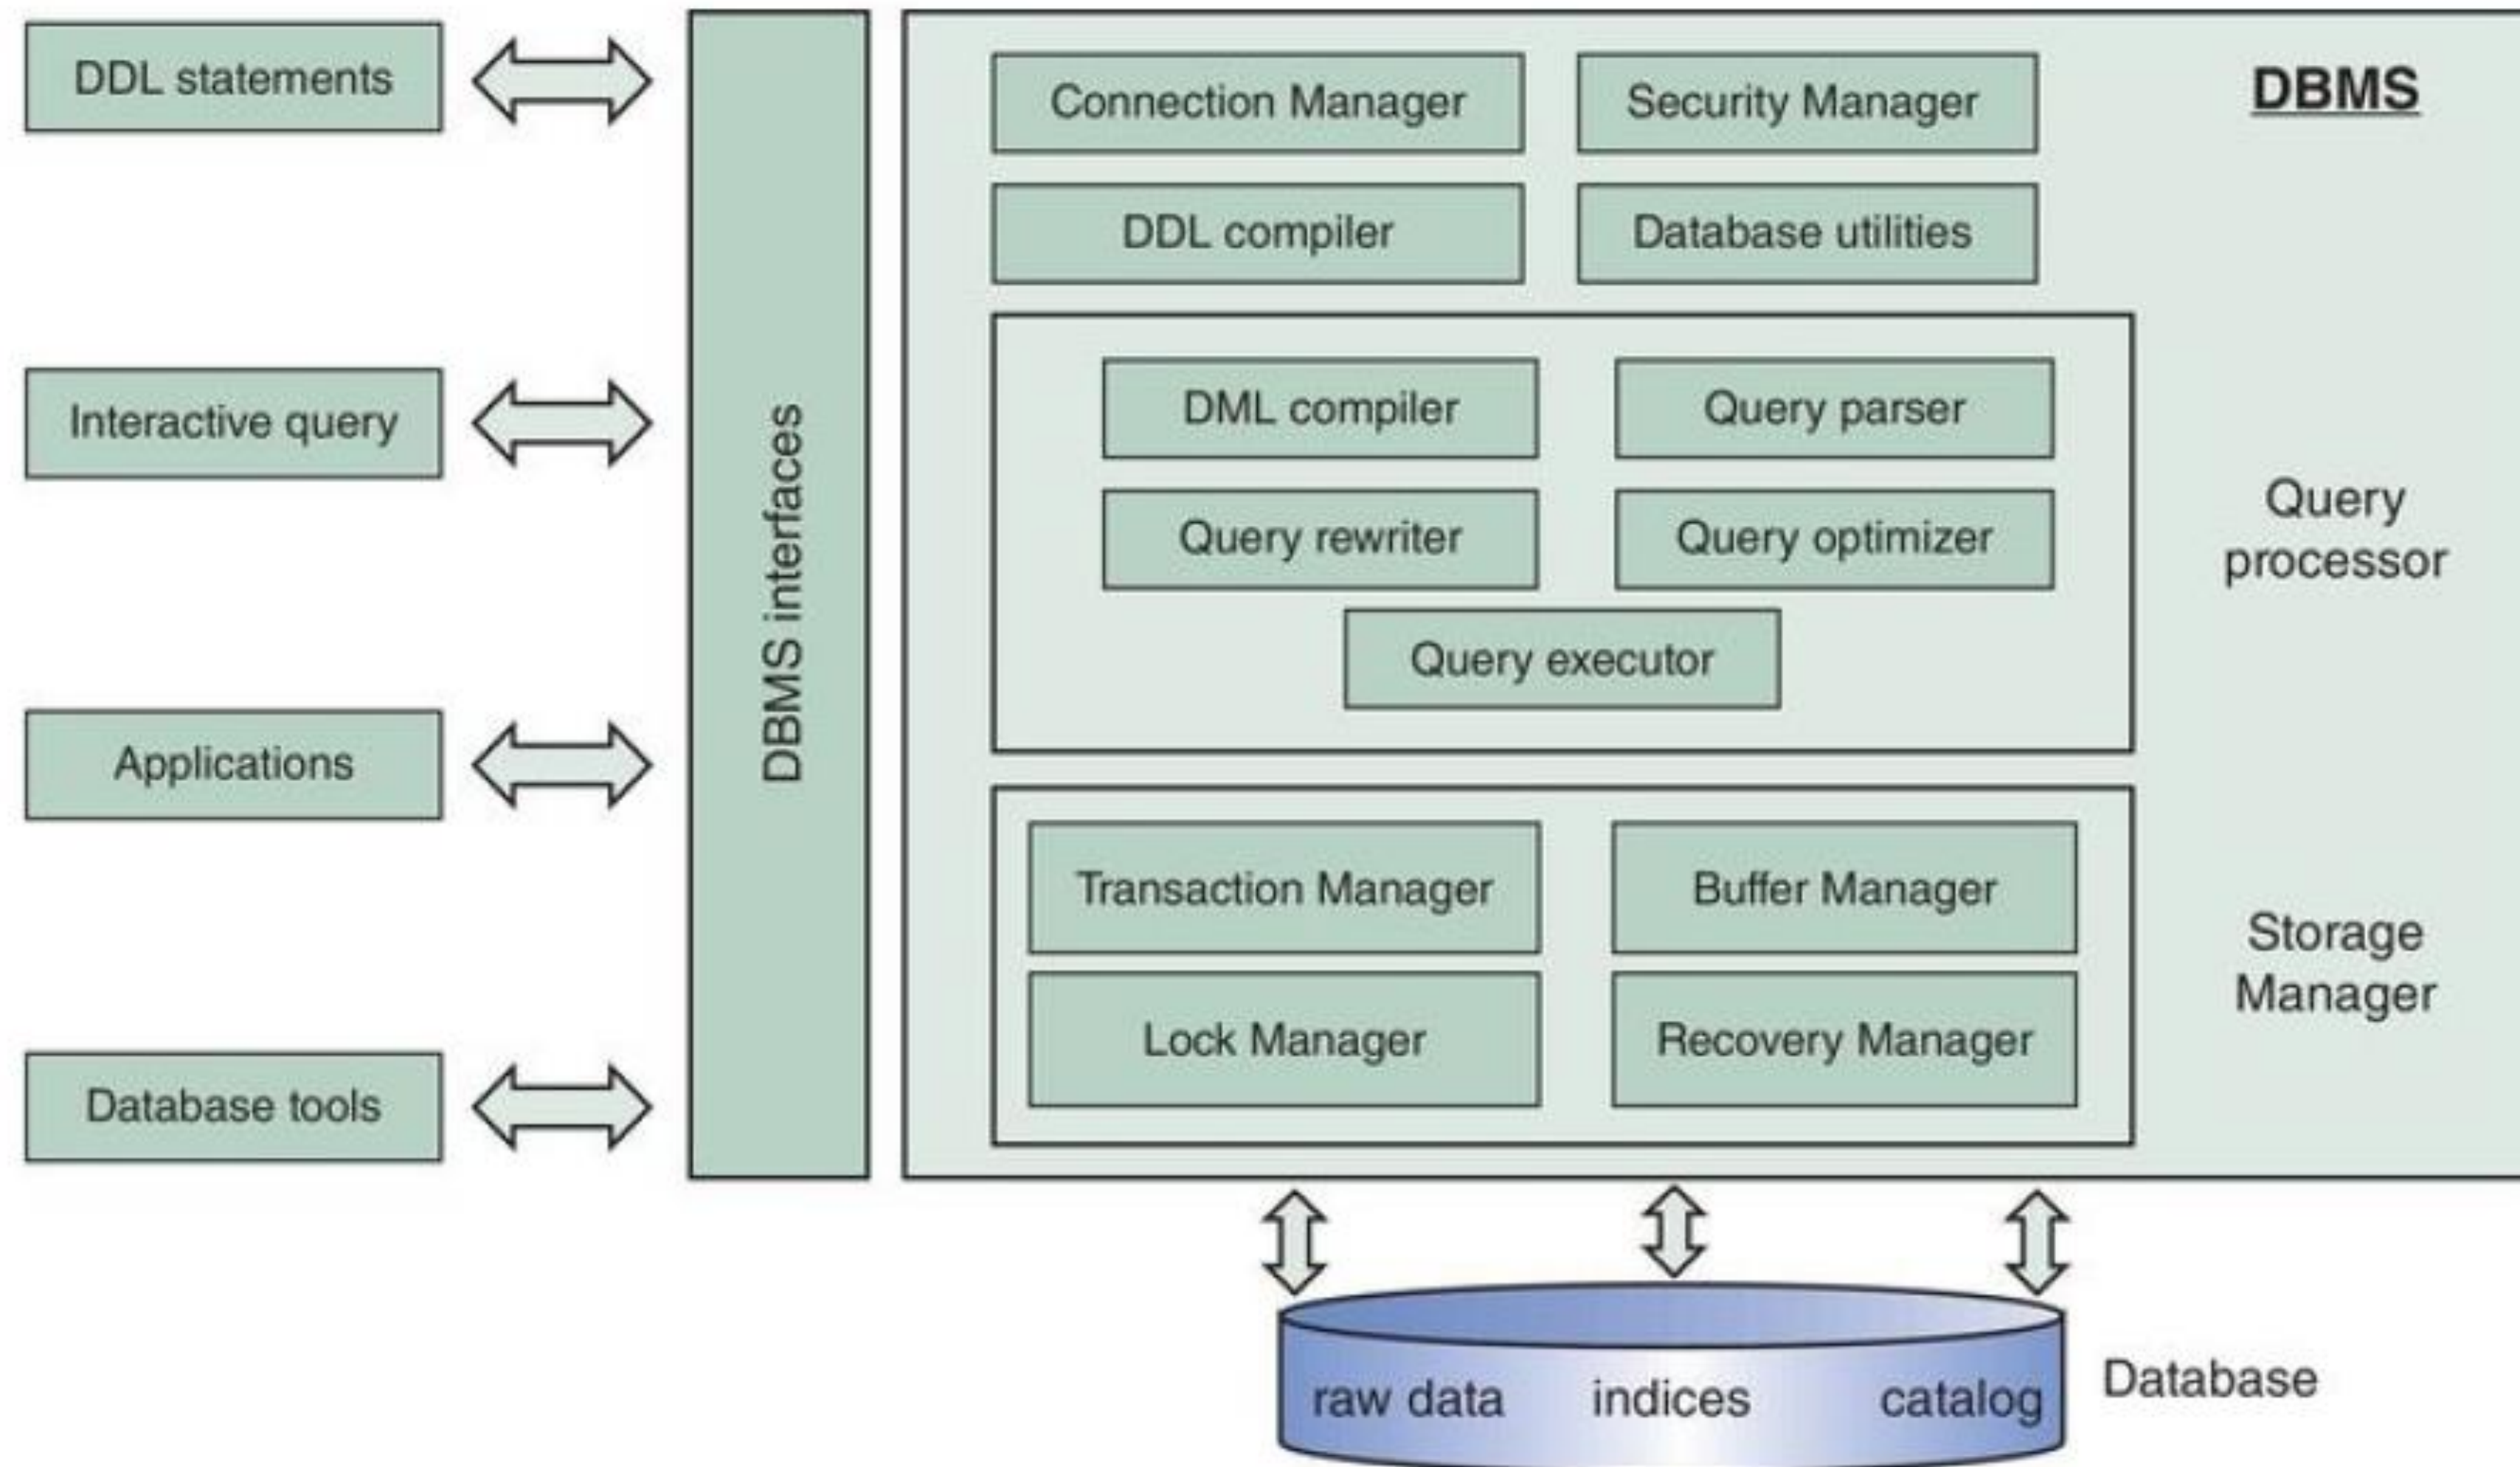 DDL statements
Interactive query
Applications
Database tools
DBMS interfaces
DBMS
Connection Manager
Security Manager
DDL compiler
Database utilities
DML compiler
Query parser
Query rewriter
Query optimizer
Query executor
Query
processor
Transaction Manager
Buffer Manager
Lock Manager
Recovery Manager
Storage
Manager
raw data
indices
catalog
Database